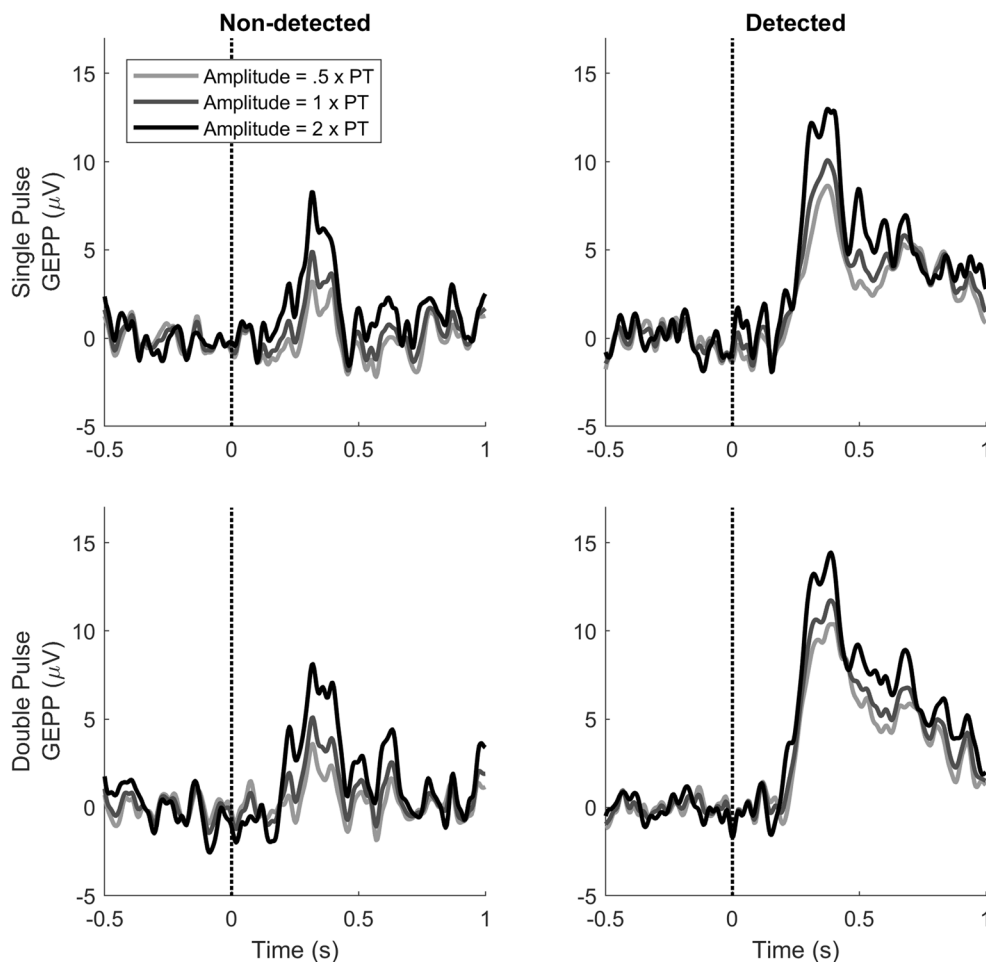 Non-detected
Detected
Amplitude = .5 x PT
Amplitude = 1 x PT
Amplitude = 2 x PT
Single Pulse
GEPP (μV)
15
10
5
0
-5
-0.5 0 0.5 1
15
10
5
0
-5
-0.5 0 0.5 1
Double Pulse
GEPP (μV)
15
10
5
0
-5
-0.5 0 0.5 1
Time (s)
15
10
5
0
-5
-0.5 0 0.5 1
Time (s)